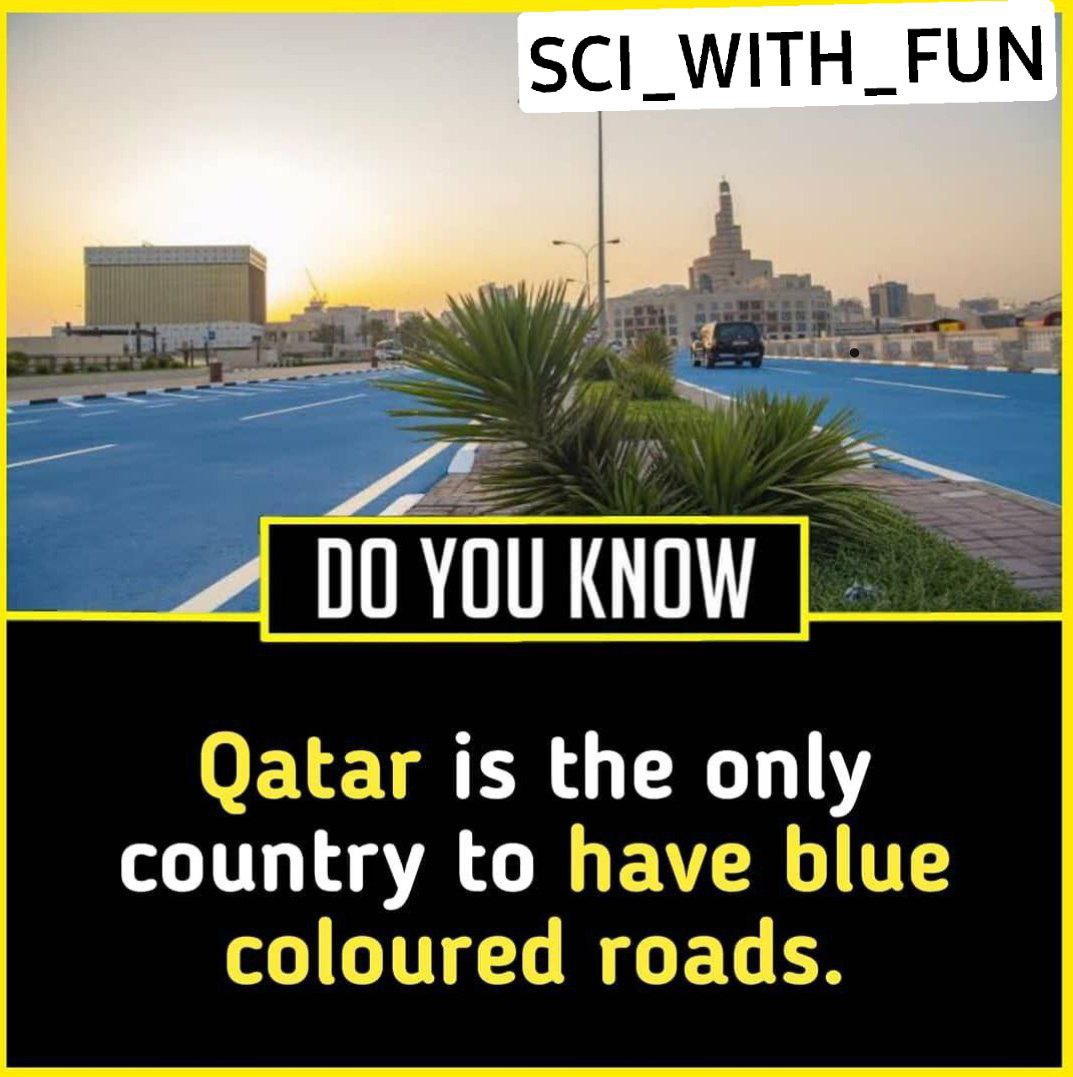 SCI_WITH_FUN
DO YOU KNOW
Qatar is the only
country to have blue
coloured roads.